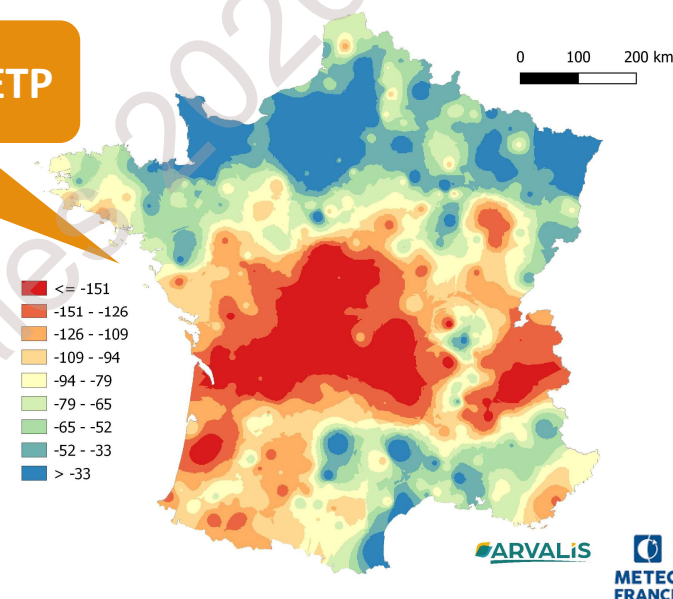 ETP
0 100 200 km
<= -151
-151 - -126
-126 - -109
-109 - -94
-94 - -79
-79 - -65
-65 - -52
-52 - -33
> -33
ARVALIS
METEO
FRANCE